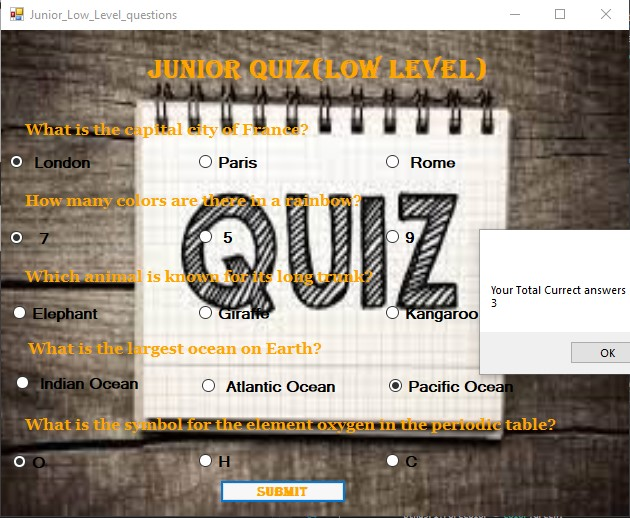 Junior_Low_Level_questions
JUNIOR QUIZ(LOW LEVEL)
What is the capital city of France?
London Paris Rome
How many colors are there in a rainbow?
QUIZ
7 5 9
Which animal is known for its long trunk?
Your Total Currect answers
3
Elephant Giraffe Kangaroo
What is the largest ocean on Earth?
OK
Indian Ocean Atlantic Ocean Pacific Ocean
What is the symbol for the element oxygen in the periodic table?
O H C
SUBMIT